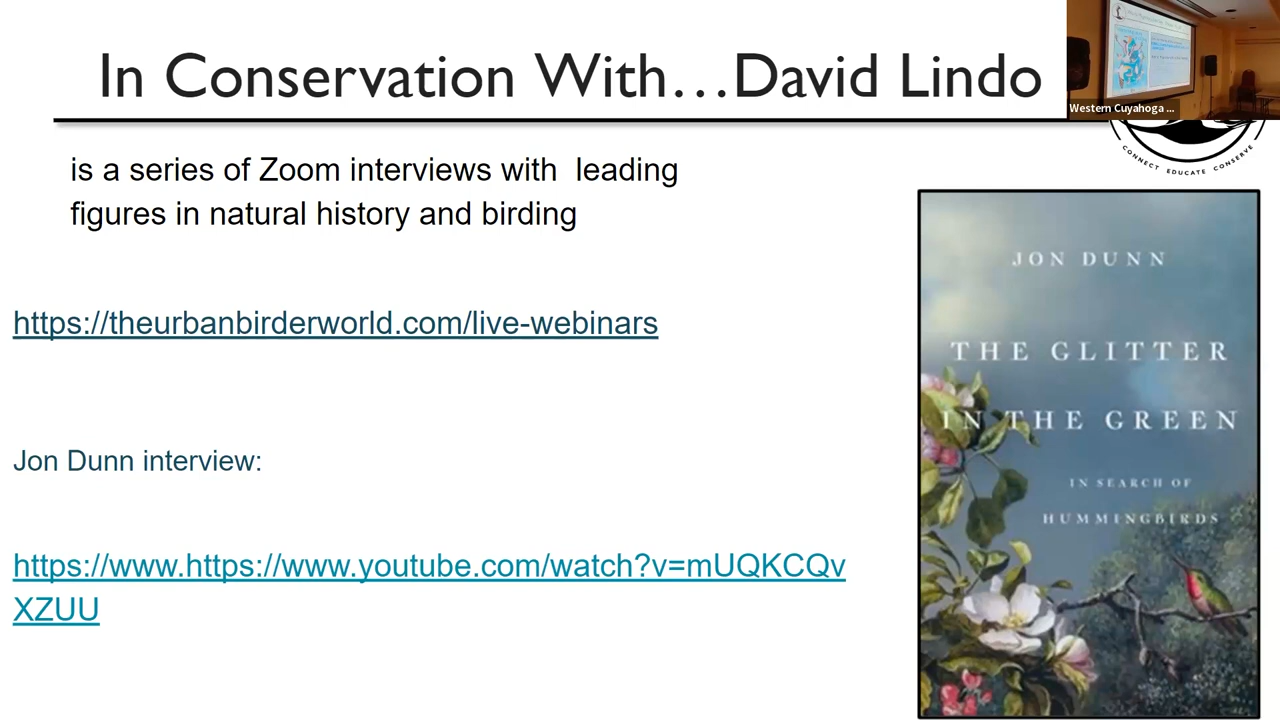 In Conservation With…David Lindo
Western Cuyahoga ...
CONNECT EDUCATE CONSERVE
is a series of Zoom interviews with  leading
figures in natural history and birding
https://theurbanbirderworld.com/live-webinars
Jon Dunn interview:
https://www.https://www.youtube.com/watch?v=mUQKCQv
XZUU
JON DUNN
THE GLITTER
IN THE GREEN
IN SEARCH OF
HUMMINGBIRDS